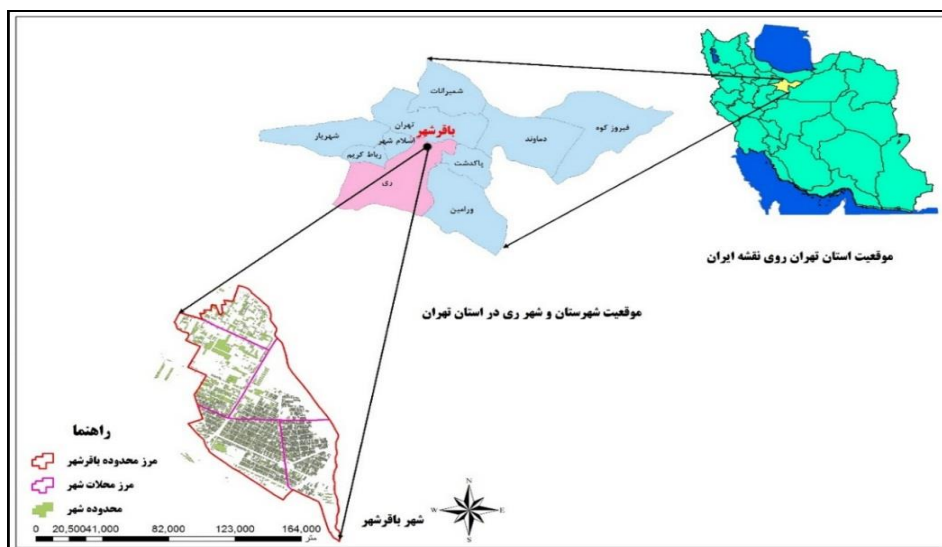 شمیرانات
تهران
باقرشهر
شهریار
اسلام شهر
رباط کریم
ری
پاکدشت
دماوند
فیروز کوه
ورامین
موقعیت استان تهران روی نقشه ایران
موقعیت شهرستان و شهر ری در استان تهران
راهنما
مرز محدوده باقرشهر
مرز محلات شهر
محدوده شهر
شهر باقرشهر
0 20,50041,000 82,000 123,000 164,000
متر
N
W E
S